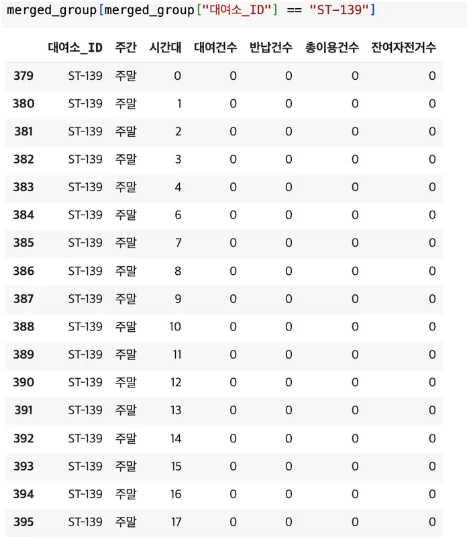 merged_group[merged_group["대여소_ID"] == "ST-139"]
대여소_ID 주간 시간대 대여건수 반납건수 총이용건수 잔여자전거수
379 ST-139 주말 0 0 0 0 0
380 ST-139 주말 1 0 0 0 0
381 ST-139 주말 2 0 0 0 0
382 ST-139 주말 3 0 0 0 0
383 ST-139 주말 4 0 0 0 0
384 ST-139 주말 6 0 0 0 0
385 ST-139 주말 7 0 0 0 0
386 ST-139 주말 8 0 0 0 0
387 ST-139 주말 9 0 0 0 0
388 ST-139 주말 10 0 0 0 0
389 ST-139 주말 11 0 0 0 0
390 ST-139 주말 12 0 0 0 0
391 ST-139 주말 13 0 0 0 0
392 ST-139 주말 14 0 0 0 0
393 ST-139 주말 15 0 0 0 0
394 ST-139 주말 16 0 0 0 0
395 ST-139 주말 17 0 0 0 0